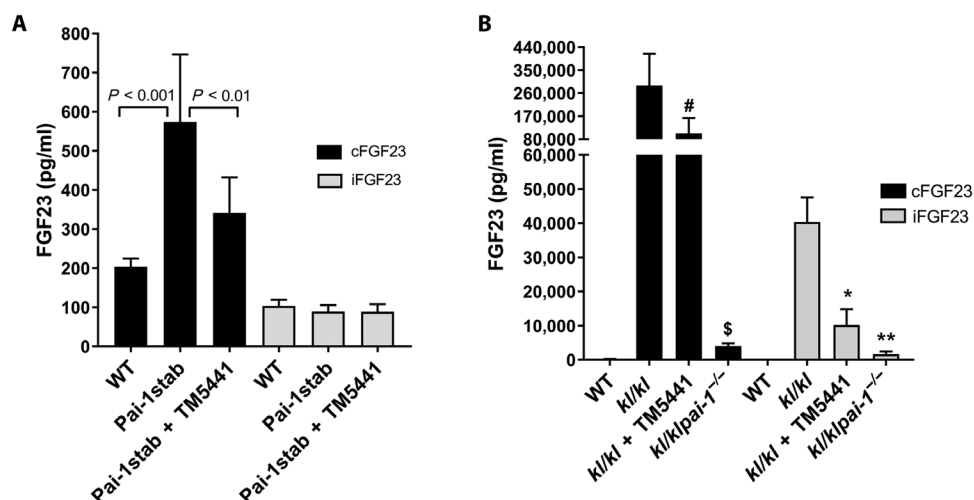 A
800
700
600
500
400
300
200
100
0
FGF23 (pg/ml)
P < 0.001
P < 0.01
cFGF23
iFGF23
WT
Pai-1stab
Pai-1stab + TM5441
WT
Pai-1stab
Pai-1stab + TM5441
B
440,000
350,000
260,000
170,000
80,000
60,000
50,000
40,000
30,000
20,000
10,000
0
FGF23 (pg/ml)
#
$
*
**
cFGF23
iFGF23
WT
kl/kl
kl/kl + TM5441
kl/klpai-1⁻/⁻
WT
kl/kl
kl/kl + TM5441
kl/klpai-1⁻/⁻